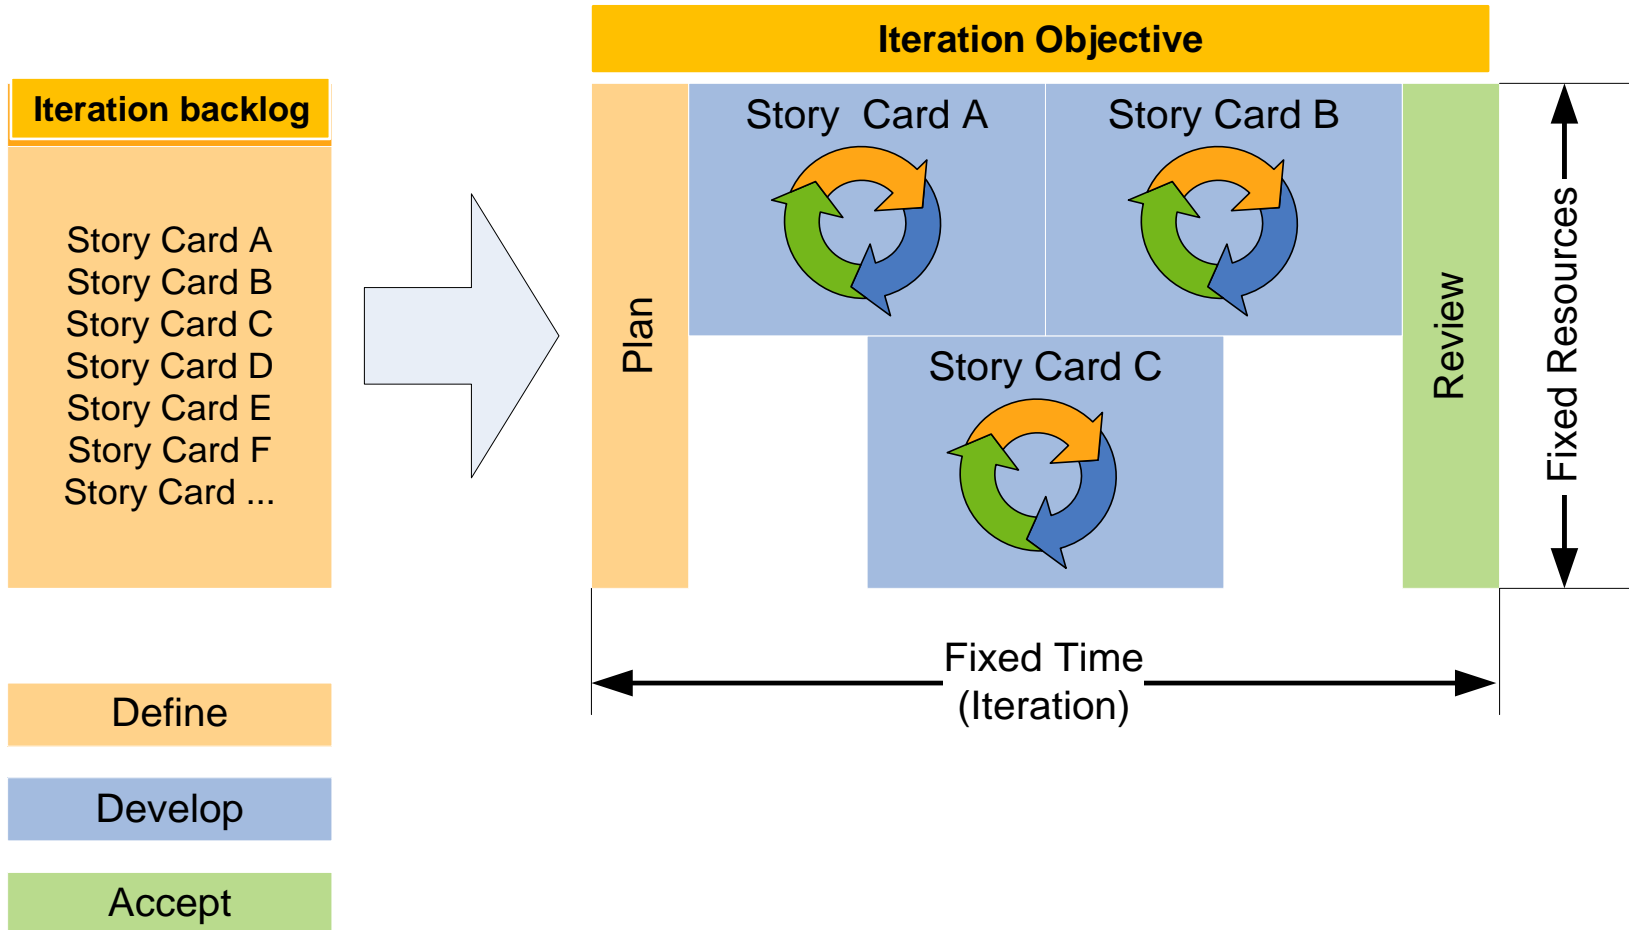 Iteration Objective
Iteration backlog
Story Card A
Story Card B
Story Card C
Story Card D
Story Card E
Story Card F
Story Card ...
Plan
Story  Card A
Story Card B
Story Card C
Review
Fixed Resources
Fixed Time
(Iteration)
Define
Develop
Accept